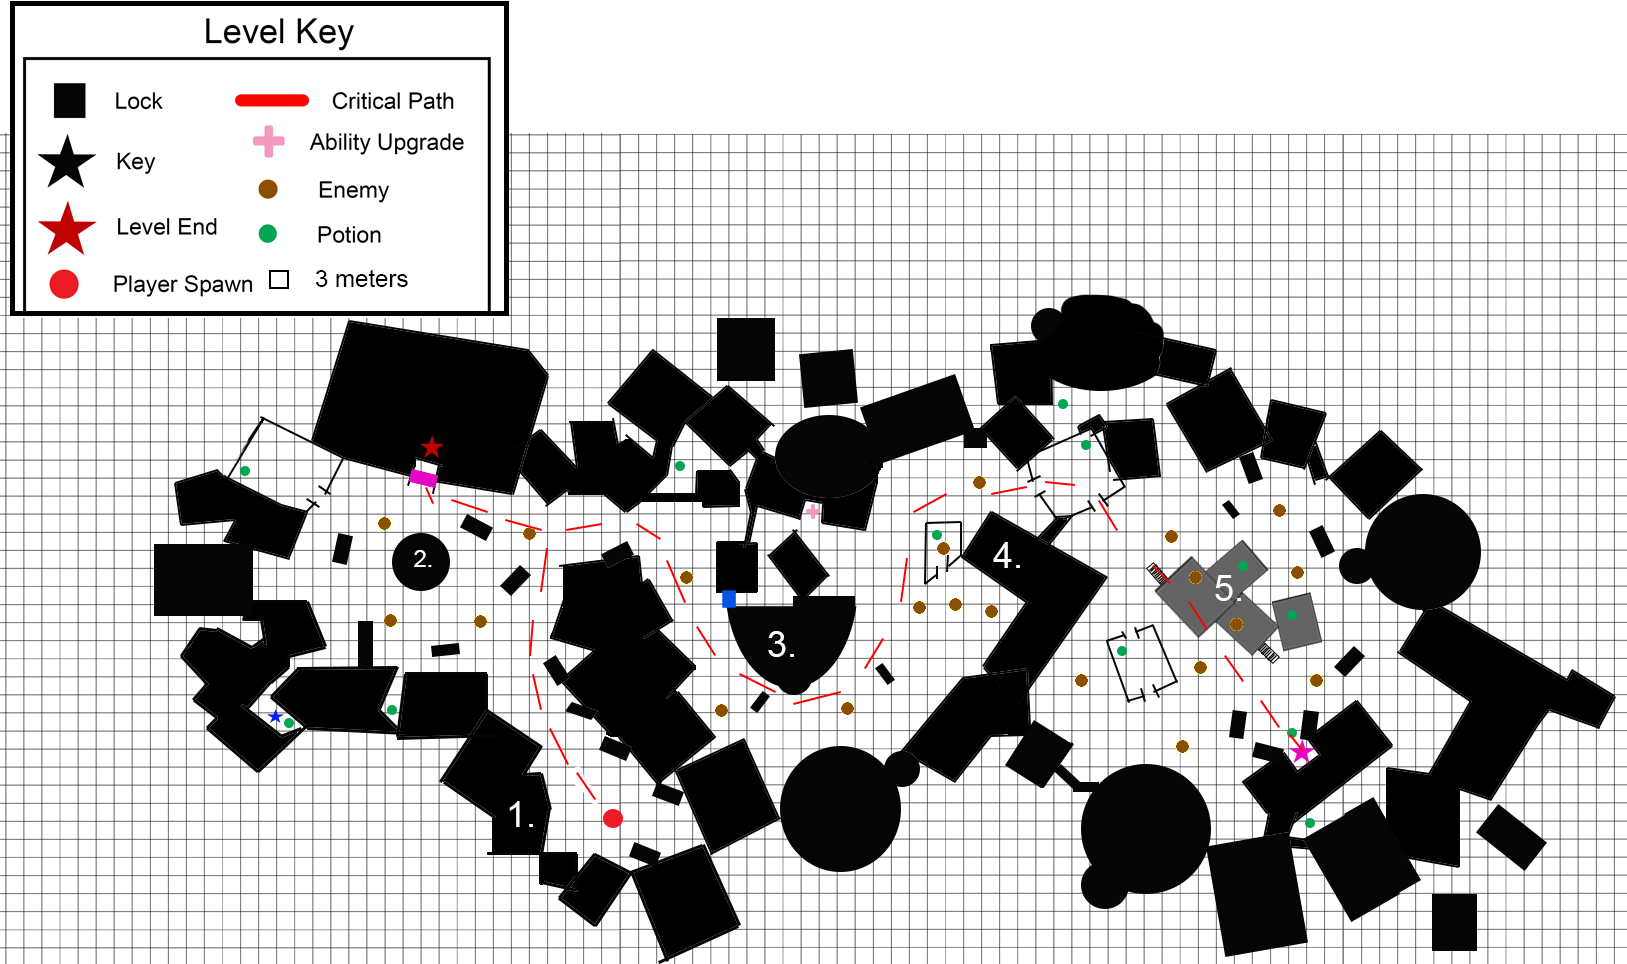 Level Key
Lock
Critical Path
Ability Upgrade
Key
Enemy
Level End
Potion
Player Spawn
3 meters
2.
4.
5.
3.
1.